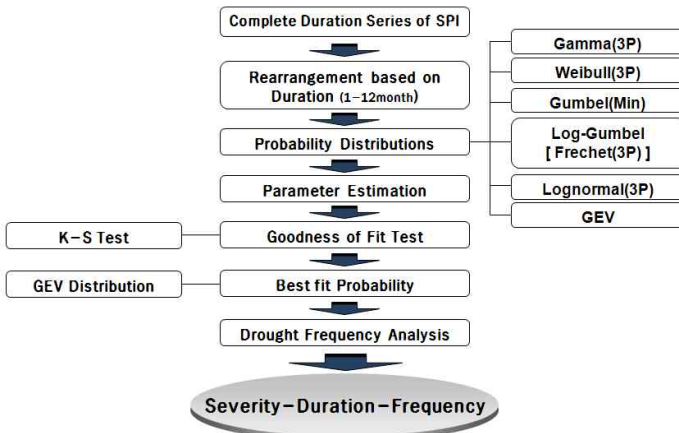 Complete Duration Series of SPI
Rearrangement based on
Duration (1-12month)
Probability Distributions
Parameter Estimation
Goodness of Fit Test
Best fit Probability
Drought Frequency Analysis
Severity-Duration-Frequency
K-S Test
GEV Distribution
Gamma(3P)
Weibull(3P)
Gumbel(Min)
Log-Gumbel
[ Frechet(3P) ]
Lognormal(3P)
GEV